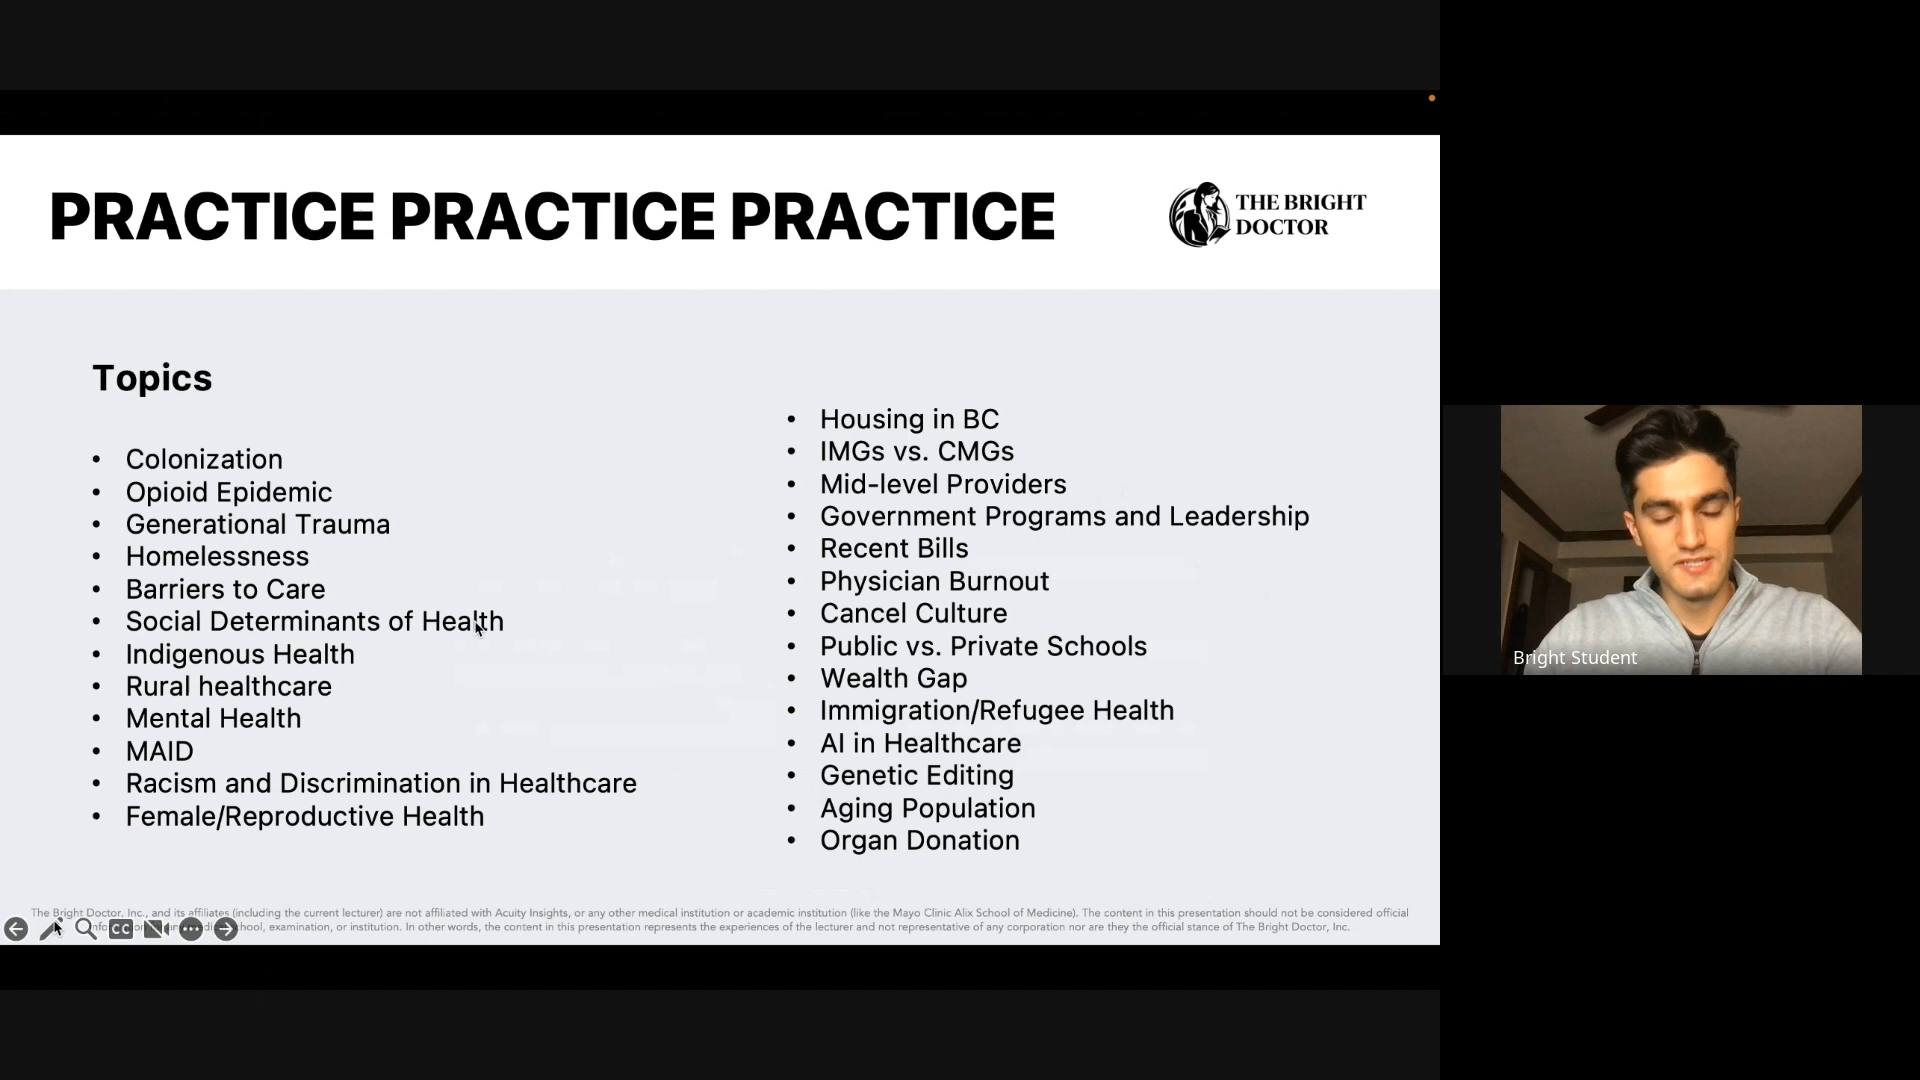 PRACTICE PRACTICE PRACTICE
THE BRIGHT
DOCTOR
Topics
• Colonization
• Opioid Epidemic
• Generational Trauma
• Homelessness
• Barriers to Care
• Social Determinants of Health
• Indigenous Health
• Rural healthcare
• Mental Health
• MAID
• Racism and Discrimination in Healthcare
• Female/Reproductive Health
• Housing in BC
• IMGs vs. CMGs
• Mid-level Providers
• Government Programs and Leadership
• Recent Bills
• Physician Burnout
• Cancel Culture
• Public vs. Private Schools
• Wealth Gap
• Immigration/Refugee Health
• AI in Healthcare
• Genetic Editing
• Aging Population
• Organ Donation
The Bright Doctor, Inc., and its affiliates (including the current lecturer) are not affiliated with Acuity Insights, or any other medical institution or academic institution (like the Mayo Clinic Alix School of Medicine). The content in this presentation should not be considered official
school, examination, or institution. In other words, the content in this presentation represents the experiences of the lecturer and not representative of any corporation nor are they the official stance of The Bright Doctor, Inc.
CC
Bright Student